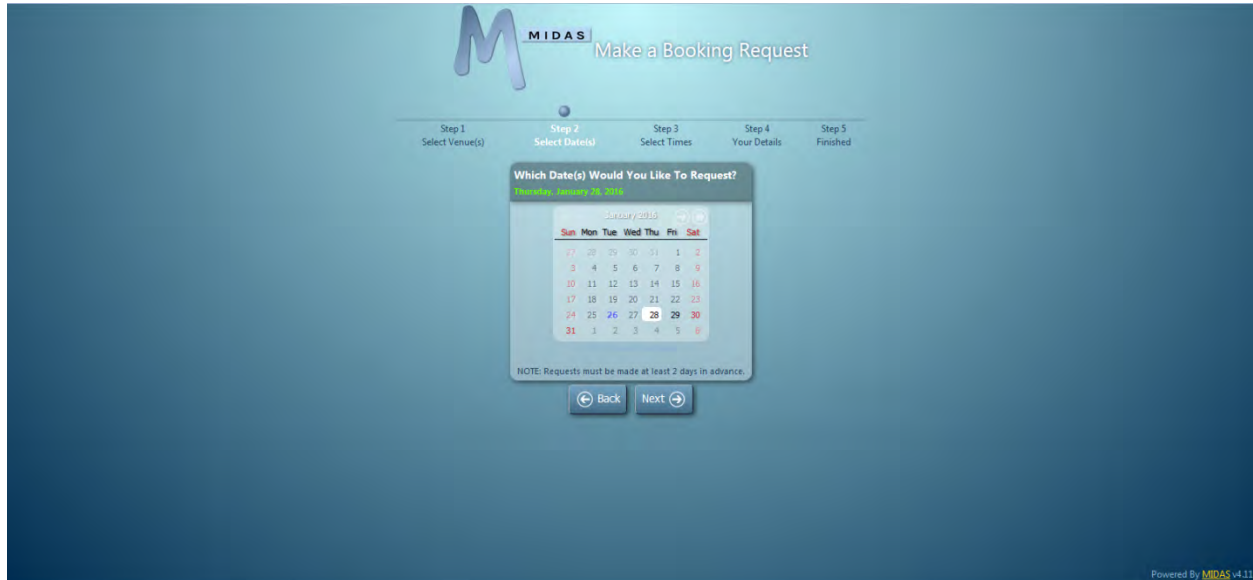 M
MIDAS
Make a Booking Request
Step 1 Step 2 Step 3 Step 4 Step 5
Select Venue(s) Select Date(s) Select Times Your Details Finished
Which Date(s) Would You Like To Request?
Thursday, January 28, 2016
January 2016
Sun Mon Tue Wed Thu Fri Sat
27 28 29 30 31 1 2
3 4 5 6 7 8 9
10 11 12 13 14 15 16
17 18 19 20 21 22 23
24 25 26 27 28 29 30
31 1 2 3 4 5 6
NOTE: Requests must be made at least 2 days in advance.
Back Next
Powered By MIDAS v4.11